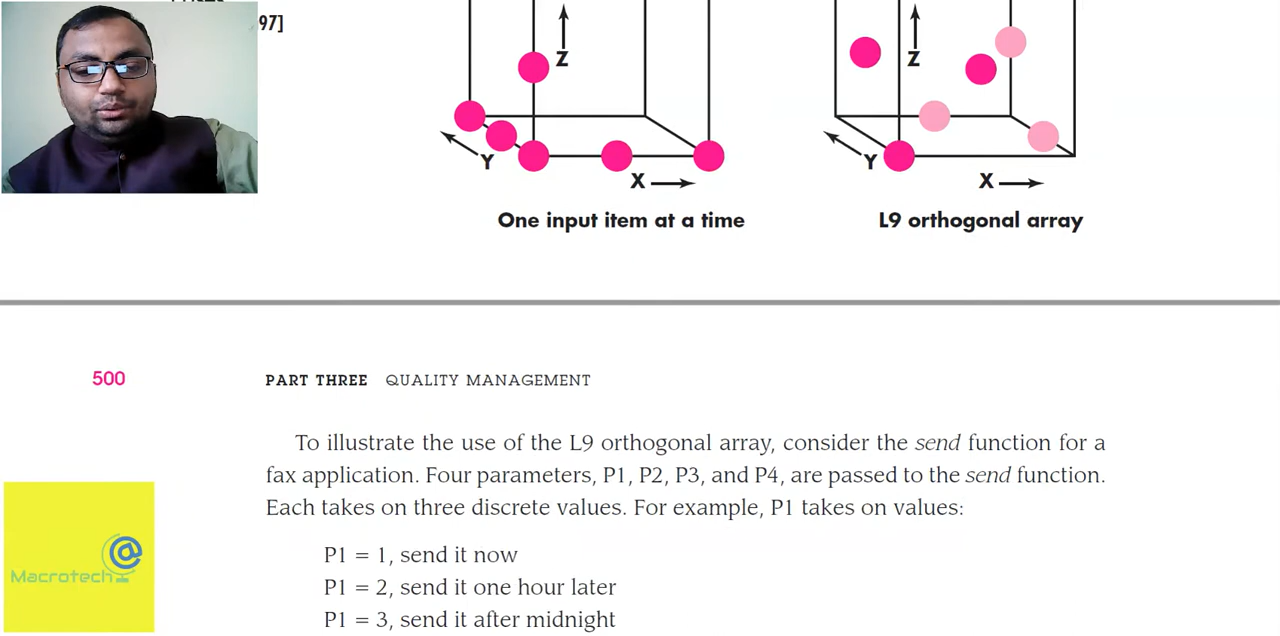 97]
Z
Z
Y
X
Y
X
One input item at a time
L9 orthogonal array
500
PART THREE QUALITY MANAGEMENT
To illustrate the use of the L9 orthogonal array, consider the send function for a
fax application. Four parameters, P1, P2, P3, and P4, are passed to the send function.
Each takes on three discrete values. For example, P1 takes on values:
P1 = 1, send it now
P1 = 2, send it one hour later
P1 = 3, send it after midnight
@
Macrotech